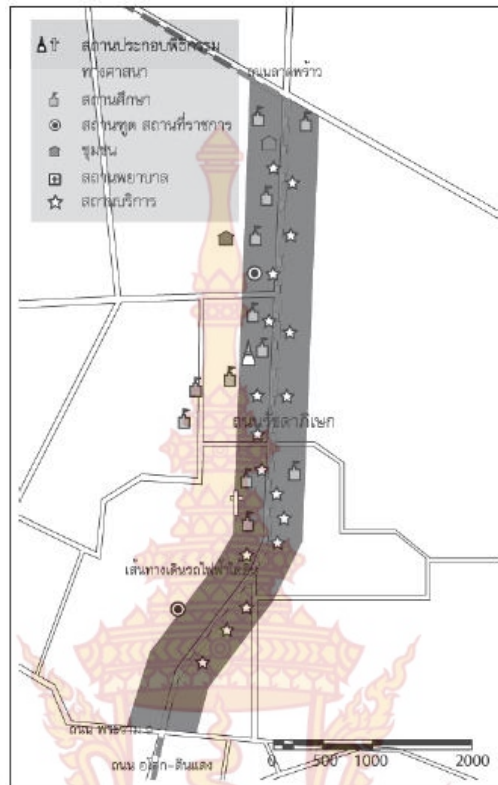 สถานประกอบพิธีกรรม
ทางศาสนา
สถานศึกษา
สถานทูต สถานที่ราชการ
ชุมชน
สถานพยาบาล
สถานบริการ
ถนนลาดพร้าว
ถนนรัชดาภิเษก
เส้นทางเดินรถไฟฟ้าใต้ดิน
ถนน พระราม 9
ถนน อโศก-ดินแดง
0 500 1000 2000